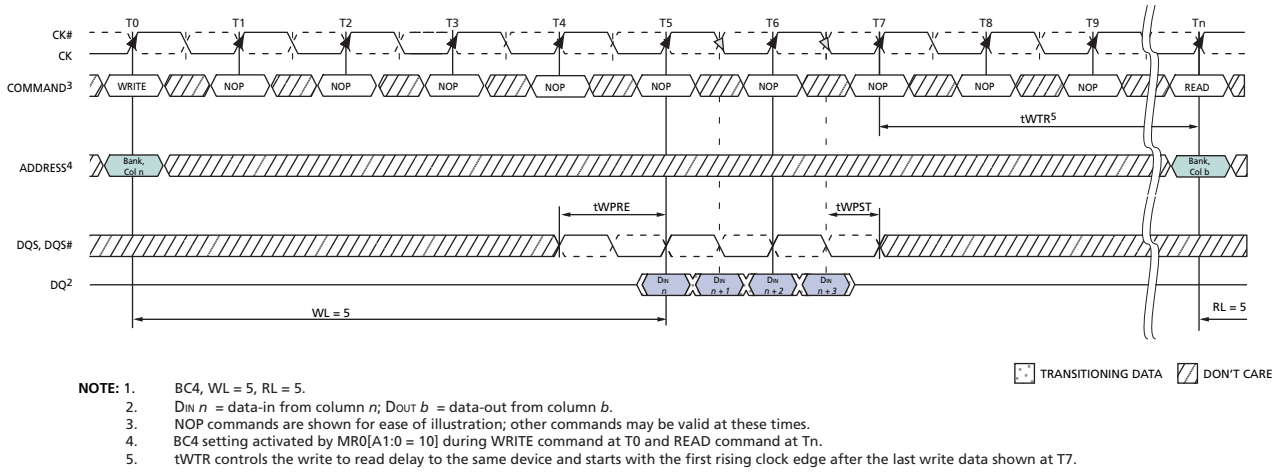 T0 T1 T2 T3 T4 T5 T6 T7 T8 T9 Tn
CK#
CK
COMMAND3 WRITE NOP NOP NOP NOP NOP NOP NOP NOP NOP READ
tWTR5
ADDRESS4 Bank, Col n Bank, Col b
tWPRE tWPST
DQS, DQS#
DQ2 DIN n DIN n + 1 DIN n + 2 DIN n + 3
WL = 5 RL = 5
TRANSITIONING DATA DON'T CARE
NOTE: 1. BC4, WL = 5, RL = 5.
2. DIN n = data-in from column n; DOUT b = data-out from column b.
3. NOP commands are shown for ease of illustration; other commands may be valid at these times.
4. BC4 setting activated by MR0[A1:0 = 10] during WRITE command at T0 and READ command at Tn.
5. tWTR controls the write to read delay to the same device and starts with the first rising clock edge after the last write data shown at T7.